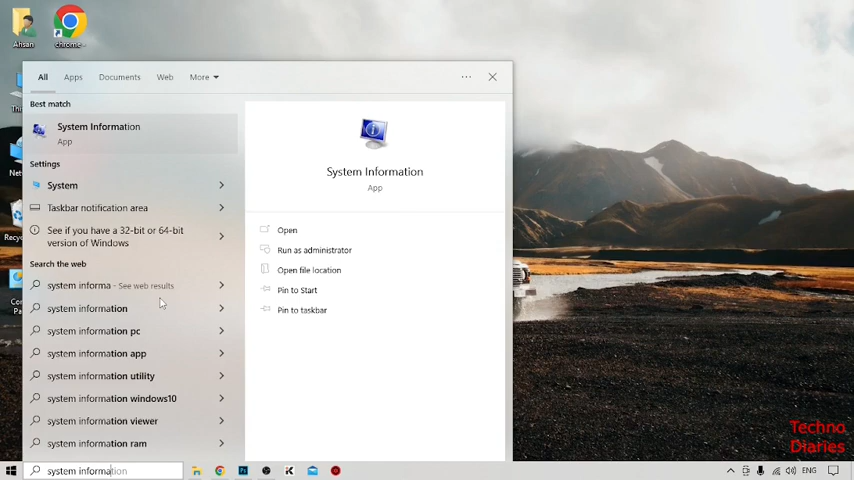 Ahsan
chrome
All
Apps
Documents
Web
More
Best match
System Information
App
Settings
System
Taskbar notification area
See if you have a 32-bit or 64-bit
version of Windows
Search the web
system informa - See web results
system information
system information pc
system information app
system information utility
system information windows10
system information viewer
system information ram
system information
System Information
App
Open
Run as administrator
Open file location
Pin to Start
Pin to taskbar
Techno
Diaries
ENG